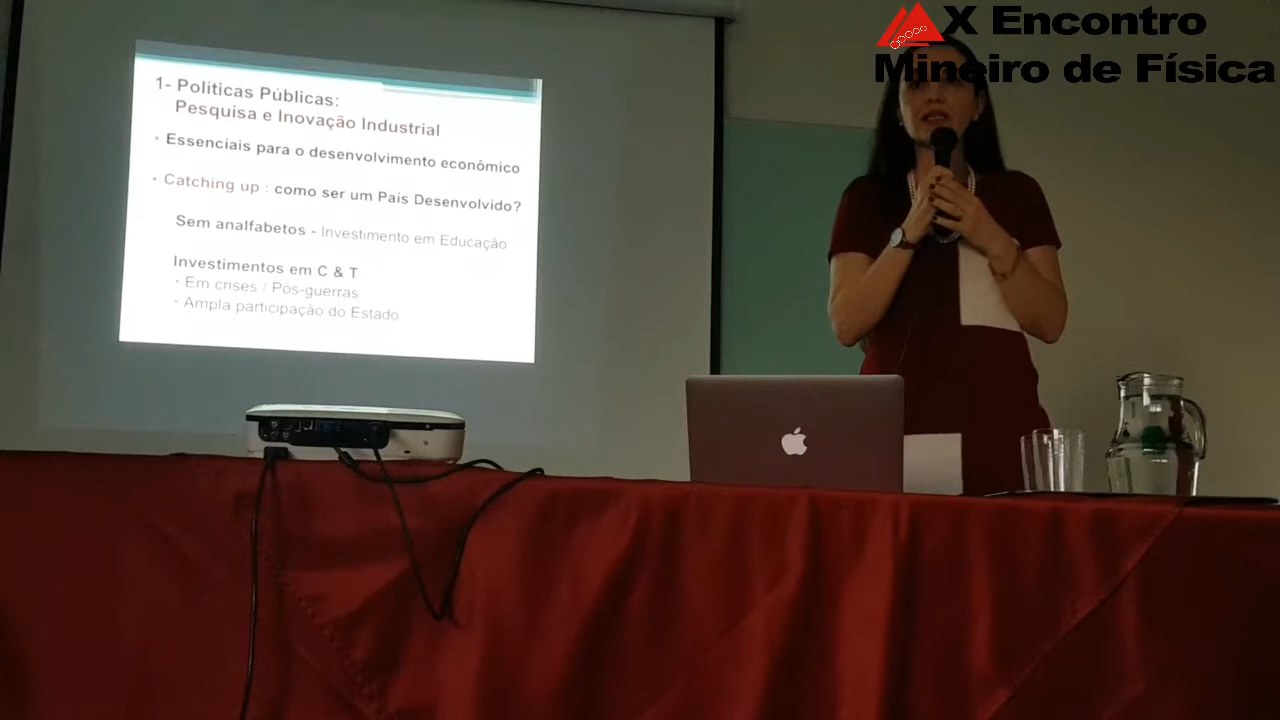 X Encontro
Mineiro de Física
1- Políticas Públicas:
Pesquisa e Inovação Industrial
• Essenciais para o desenvolvimento econômico
• Catching up : como ser um País Desenvolvido?
Sem analfabetos - Investimento em Educação
Investimentos em C & T
• Em crises / Pos-guerras
• Ampla participação do Estado